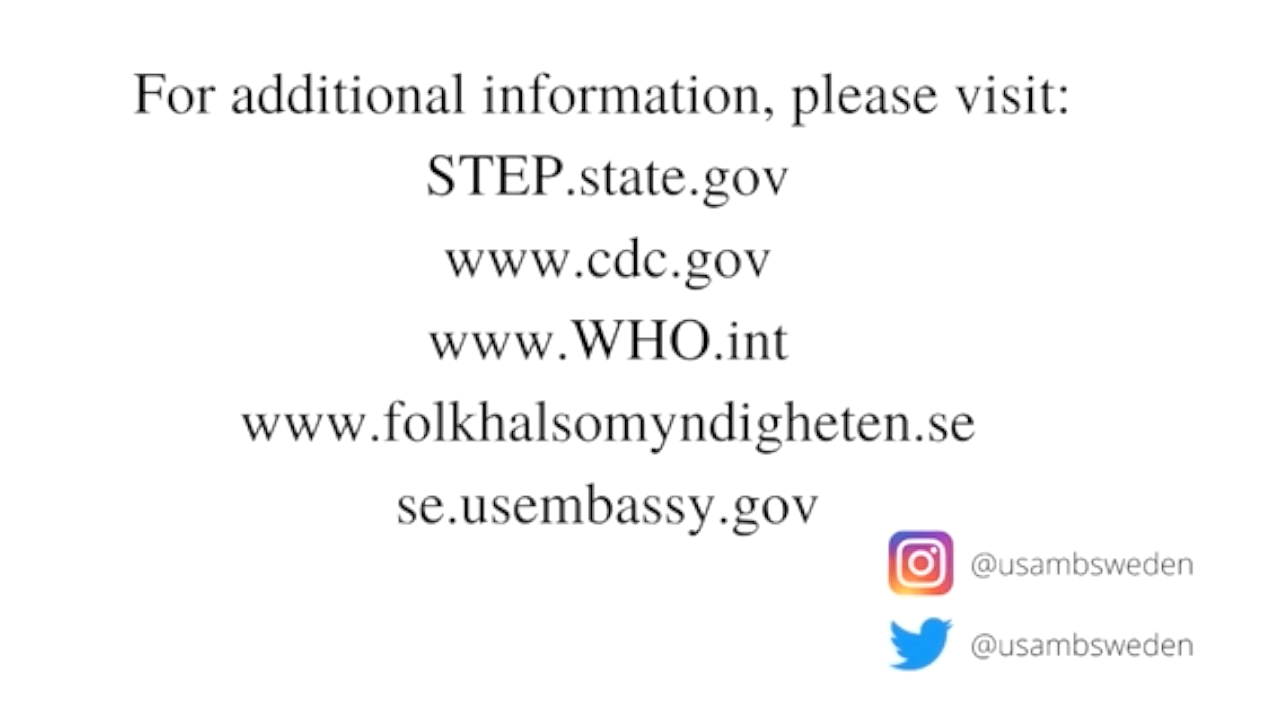 For additional information, please visit:
STEP.state.gov
www.cdc.gov
www.WHO.int
www.folkhalsomyndigheten.se
se.usembassy.gov
@usambsweden
@usambsweden